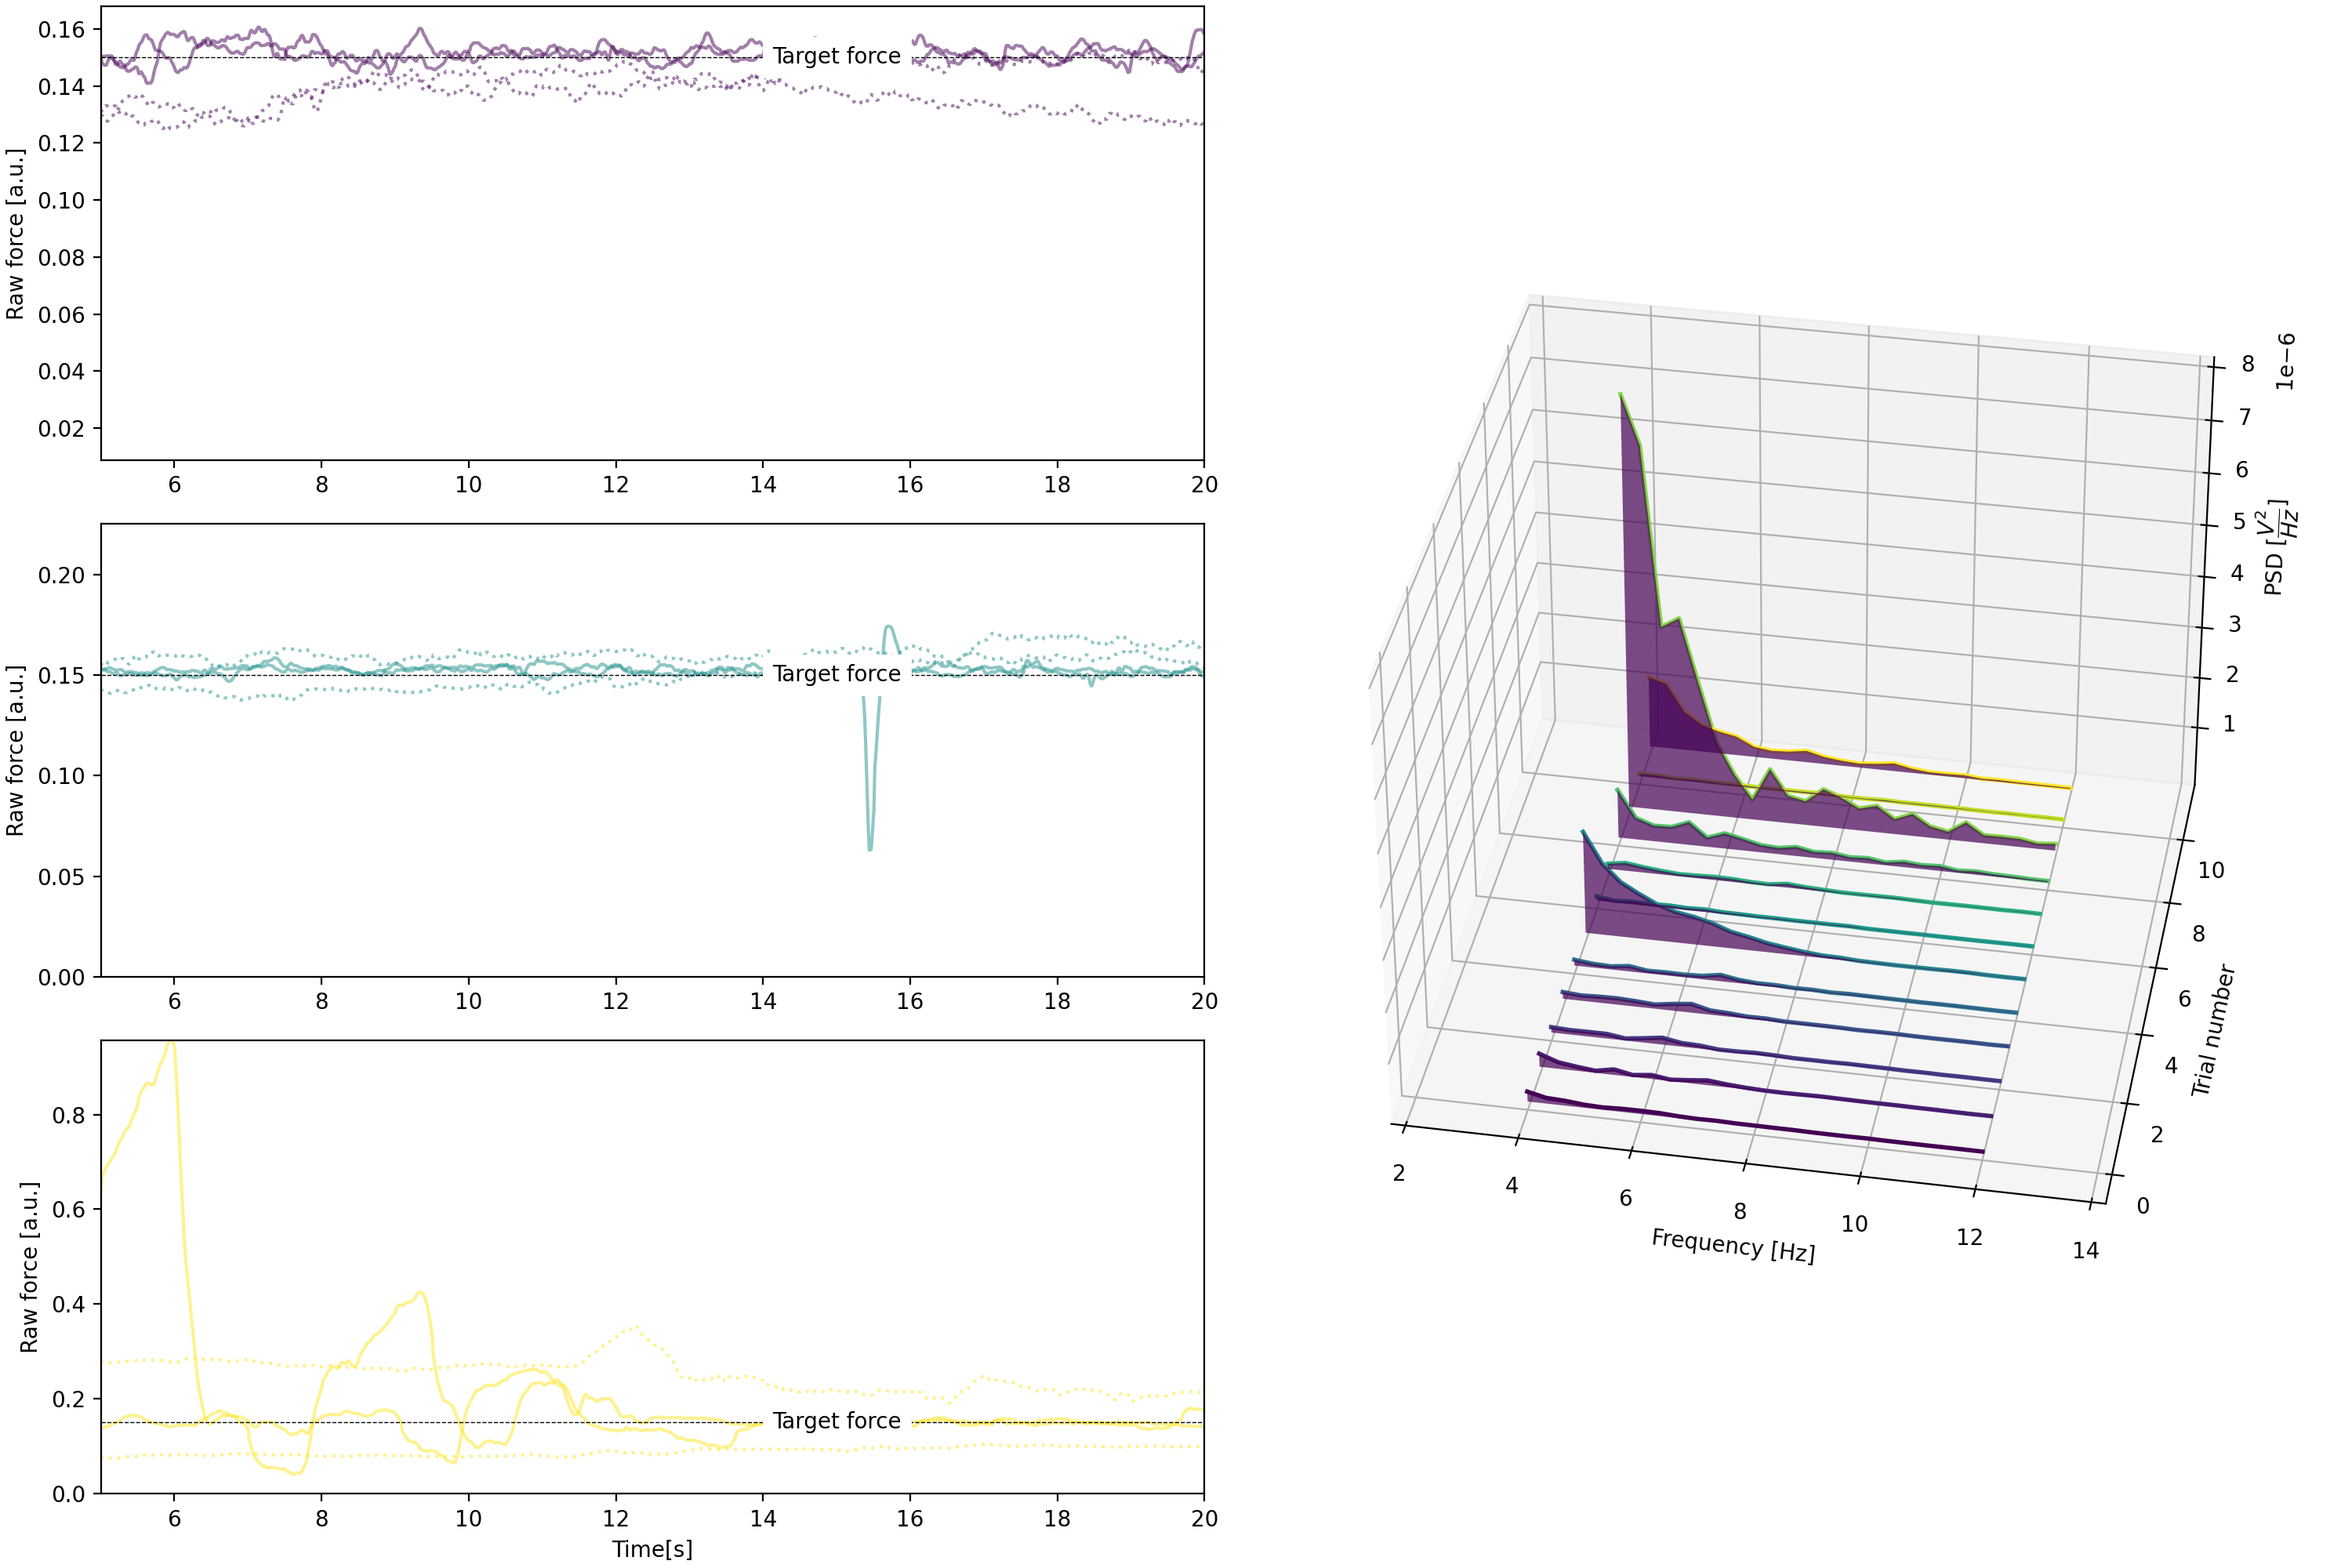 Raw force [a.u.]
0.16
0.14
0.12
0.10
0.08
0.06
0.04
0.02
Target force
6 8 10 12 14 16 18 20
Raw force [a.u.]
0.20
0.15
0.10
0.05
0.00
Target force
6 8 10 12 14 16 18 20
Raw force [a.u.]
0.8
0.6
0.4
0.2
0.0
Target force
6 8 10 12 14 16 18 20
Time[s]
1e−6
8
7
6
5
4
3
2
1
PSD [V²/Hz]
10
8
6
4
2
0
Trial number
2 4 6 8 10 12 14
Frequency [Hz]